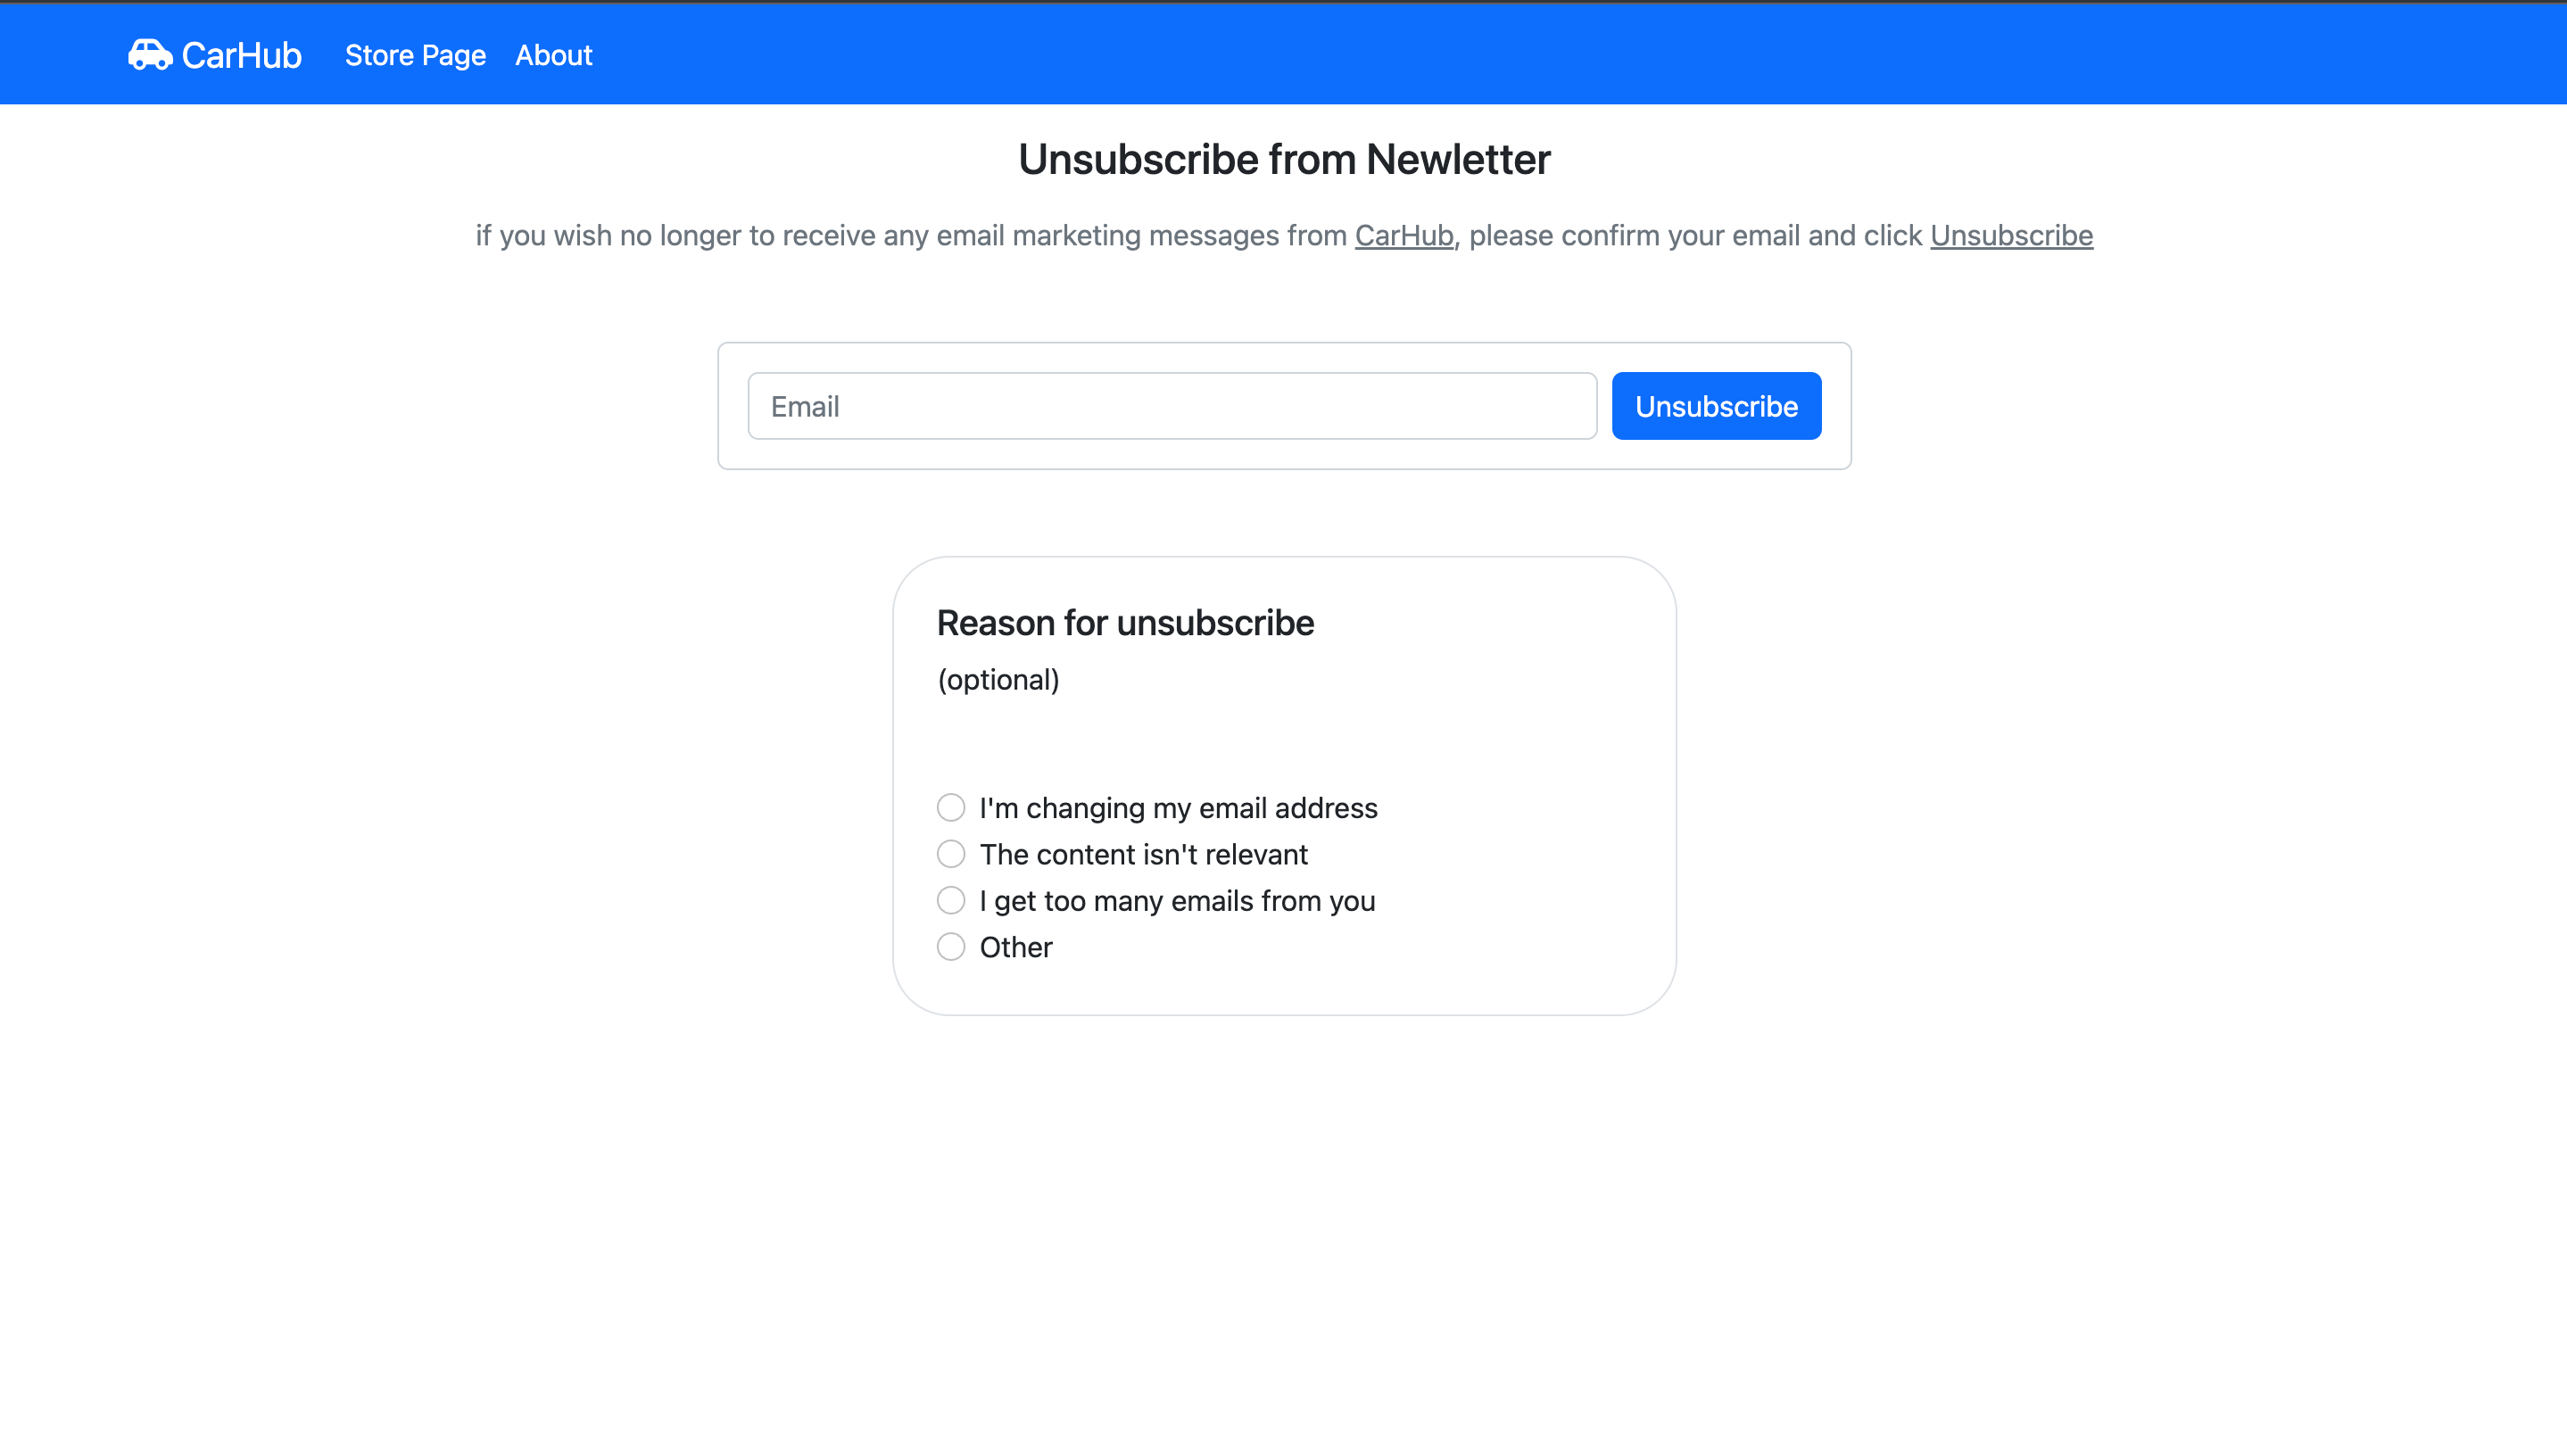 CarHub Store Page About
Unsubscribe from Newletter
if you wish no longer to receive any email marketing messages from CarHub, please confirm your email and click Unsubscribe
Email Unsubscribe
Reason for unsubscribe
(optional)
I'm changing my email address
The content isn't relevant
I get too many emails from you
Other